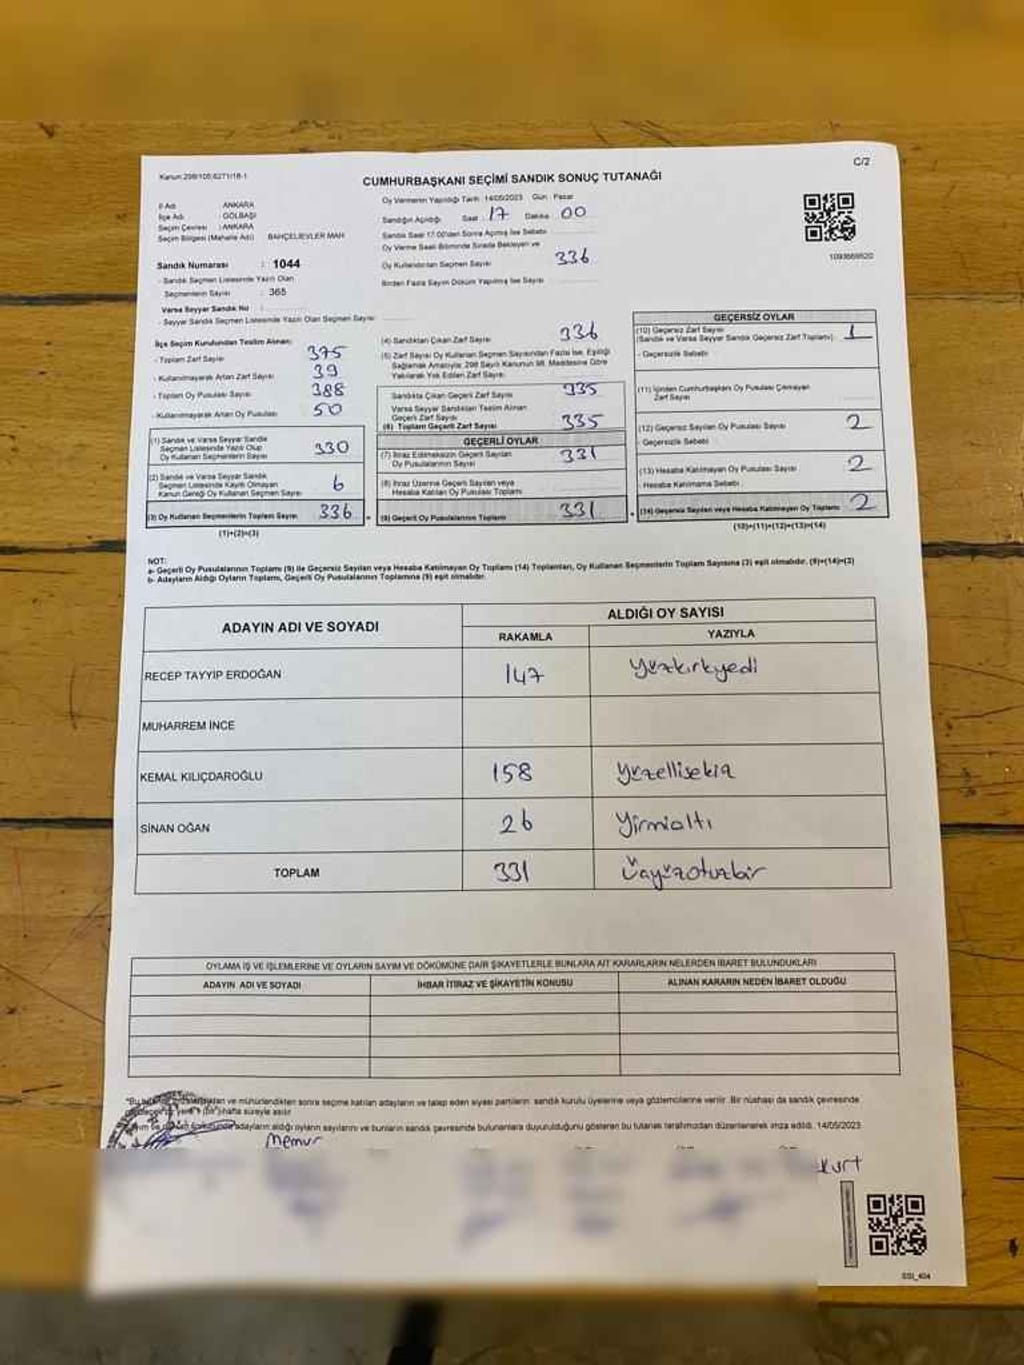 Kanun:298/105;6271/18-1
C/2
CUMHURBAŞKANI SEÇİMİ SANDIK SONUÇ TUTANAĞI
İl Adı : ANKARA
İlçe Adı : GÖLBAŞI
Seçim Çevresi : ANKARA
Seçim Bölgesi (Mahalle Adı) BAHÇELİEVLER MAH
Sandık Numarası : 1044
- Sandık Seçmen Listesinde Yazılı Olan
Seçmenlerin Sayısı : 365
Varsa Seyyar Sandık No :
- Seyyar Sandık Seçmen Listesinde Yazılı Olan Seçmen Sayısı:
Oy Vermenin Yapıldığı Tarih :14/05/2023 Gün : Pazar
Sandığın Açıldığı Saat : 17 Dakika 00
Sandık Saat 17.00'den Sonra Açılmış İse Sebebi :
Oy Verme Saati Bitiminde Sırada Bekleyen ve
Oy Kullandırılan Seçmen Sayısı 336
Birden Fazla Sayım Döküm Yapılmış İse Sayısı
1093669520
İlçe Seçim Kurulundan Teslim Alınan;
- Toplam Zarf Sayısı : 375
- Kullanılmayarak Artan Zarf Sayısı : 39
- Toplam Oy Pusulası Sayısı : 388
- Kullanılmayarak Artan Oy Pusulası : 50
(1) Sandık ve Varsa Seyyar Sandık
Seçmen Listesinde Yazılı Olup
Oy Kullanan Seçmenlerin Sayısı 330
(2) Sandık ve Varsa Seyyar Sandık
Seçmen Listesinde Kayıtlı Olmayan
Kanun Gereği Oy Kullanan Seçmen Sayısı 6
(3) Oy Kullanan Seçmenlerin Toplam Sayısı 336
(1)+(2)=(3)
(4) Sandıktan Çıkan Zarf Sayısı 336
(5) Zarf Sayısı Oy Kullanan Seçmen Sayısından Fazla İse, Eşitliği
Sağlamak Amacıyla; 298 Sayılı Kanunun 98. Maddesine Göre
Yakılarak Yok Edilen Zarf Sayısı:
Sandıkta Çıkan Geçerli Zarf Sayısı 335
Varsa Seyyar Sandıktan Teslim Alınan
Geçerli Zarf Sayısı
(6) Toplam Geçerli Zarf Sayısı 335
GEÇERLİ OYLAR
(7) İtiraz Edilmeksizin Geçerli Sayılan
Oy Pusulalarının Sayısı 331
(8) İtiraz Üzerine Geçerli Sayılan veya
Hesaba Katılan Oy Pusulası Toplamı
(9) Geçerli Oy Pusulalarının Toplamı 331
GEÇERSİZ OYLAR
(10) Geçersiz Zarf Sayısı
(Sandık ve Varsa Seyyar Sandık Geçersiz Zarf Toplamı) 1
- Geçersizlik Sebebi
(11) İçinden Cumhurbaşkanı Oy Pusulası Çıkmayan
Zarf Sayısı
(12) Geçersiz Sayılan Oy Pusulası Sayısı 2
- Geçersizlik Sebebi
(13) Hesaba Katılmayan Oy Pusulası Sayısı 2
- Hesaba Katılmama Sebebi
(14) Geçersiz Sayılan veya Hesaba Katılmayan Oy Toplamı 2
(10)+(11)+(12)+(13)=(14)
NOT:
a- Geçerli Oy Pusulalarının Toplamı (9) ile Geçersiz Sayılan veya Hesaba Katılmayan Oy Toplamı (14) Toplamları, Oy Kullanan Seçmenlerin Toplam Sayısına (3) eşit olmalıdır. (9)+(14)=(3)
b- Adayların Aldığı Oyların Toplamı, Geçerli Oy Pusulalarının Toplamına (9) eşit olmalıdır.
ADAYIN ADI VE SOYADI
ALDIĞI OY SAYISI
RAKAMLA YAZIYLA
RECEP TAYYİP ERDOĞAN 147 Yüzkırkyedi
MUHARREM İNCE
KEMAL KILIÇDAROĞLU 158 Yüzellisekiz
SİNAN OĞAN 26 Yirmialtı
TOPLAM 331 Üçyüzotuzbir
OYLAMA İŞ VE İŞLEMLERİNE VE OYLARIN SAYIM VE DÖKÜMÜNE DAİR ŞİKAYETLERLE BUNLARA AİT KARARLARIN NELERDEN İBARET BULUNDUKLARI
ADAYIN ADI VE SOYADI İHBAR İTİRAZ VE ŞİKAYETİN KONUSU ALINAN KARARIN NEDEN İBARET OLDUĞU
ve mühürlendikten sonra seçime katılan adayların ve talep eden siyasi partilerin sandık kurulu üyelerine veya gözlemcilerine verilir. Bir nüshası da sandık çevresinde
hafta süreyle asılır
adayların aldığı oyların sayılarını ve bunların sandık çevresinde bulunanlara duyurulduğunu gösteren bu tutanak tarafımızdan düzenlenerek imza edildi. 14/05/2023
Memur
kurt